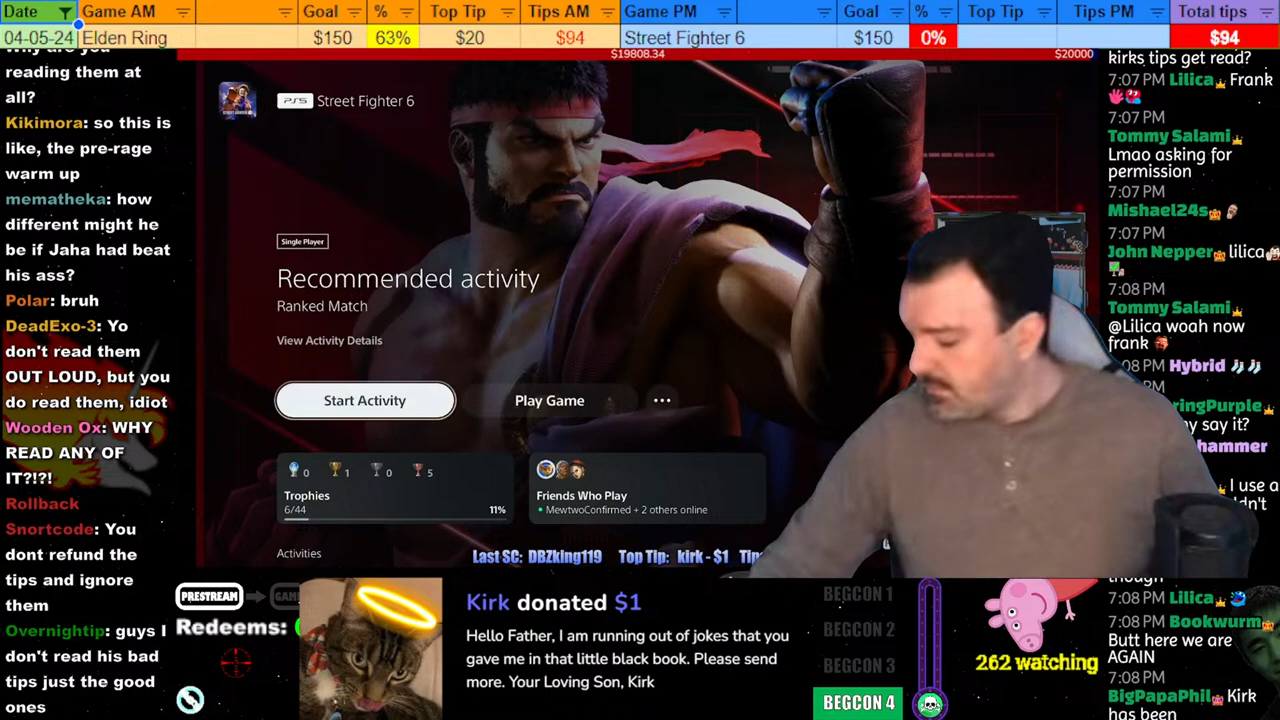 Date Game AM Goal % Top Tip Tips AM Game PM Goal % Top Tip Tips PM Total tips
04-05-24 Elden Ring $150 63% $20 $94 Street Fighter 6 $150 0% $94
$19808.34 $20000
reading them at
all?
Kikimora: so this is
like, the pre-rage
warm up
mematheka: how
different might he
be if Jaha had beat
his ass?
Polar: bruh
DeadExo-3: Yo
don't read them
OUT LOUD, but you
do read them, idiot
Wooden Ox: WHY
READ ANY OF
IT?!?!
Rollback
Snortcode: You
dont refund the
tips and ignore
them
Overnightip: guys I
don't read his bad
tips just the good
ones
PS5 Street Fighter 6
Single Player
Recommended activity
Ranked Match
View Activity Details
Start Activity Play Game ...
0 1 0 5
Trophies
6/44 11%
Friends Who Play
MewtwoConfirmed + 2 others online
Activities
Last SC: DBZking119 Top Tip: kirk - $1
PRESTREAM
Redeems:
Kirk donated $1
Hello Father, I am running out of jokes that you
gave me in that little black book. Please send
more. Your Loving Son, Kirk
BEGCON 1
BEGCON 2
BEGCON 3
BEGCON 4
262 watching
kirks tips get read?
7:07 PM Lilica Frank
7:07 PM
Tommy Salami
Lmao asking for
permission
7:07 PM
Mishael24s
7:07 PM
John Nepper lilica
7:08 PM
Tommy Salami
@Lilica woah now
frank
Hybrid
say it?
I use a
though
7:08 PM Lilica
7:08 PM Bookwurm
Butt here we are
AGAIN
7:08 PM
BigPapaPhil Kirk
has been